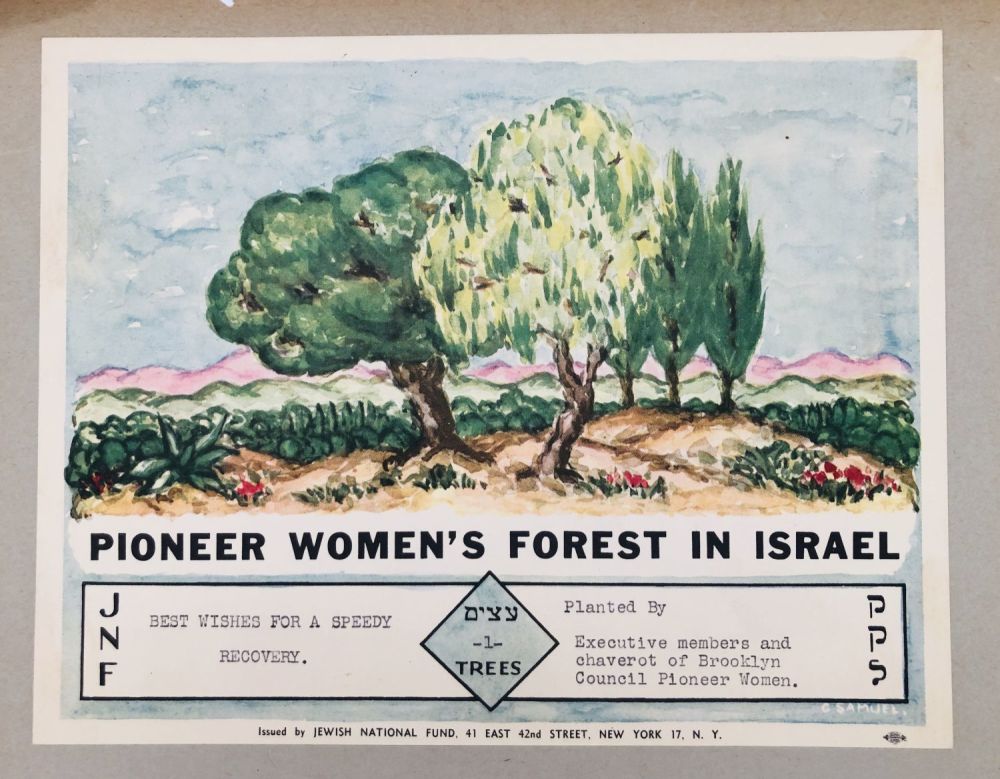 PIONEER WOMEN'S FOREST IN ISRAEL
J
N
F
BEST WISHES FOR A SPEEDY
RECOVERY.
עצים
-1-
TREES
Planted By
Executive members and
chaverot of Brooklyn
Council Pioneer Women.
ק
ק
ל
C SAMUEL.
Issued by JEWISH NATIONAL FUND, 41 EAST 42nd STREET, NEW YORK 17, N. Y.